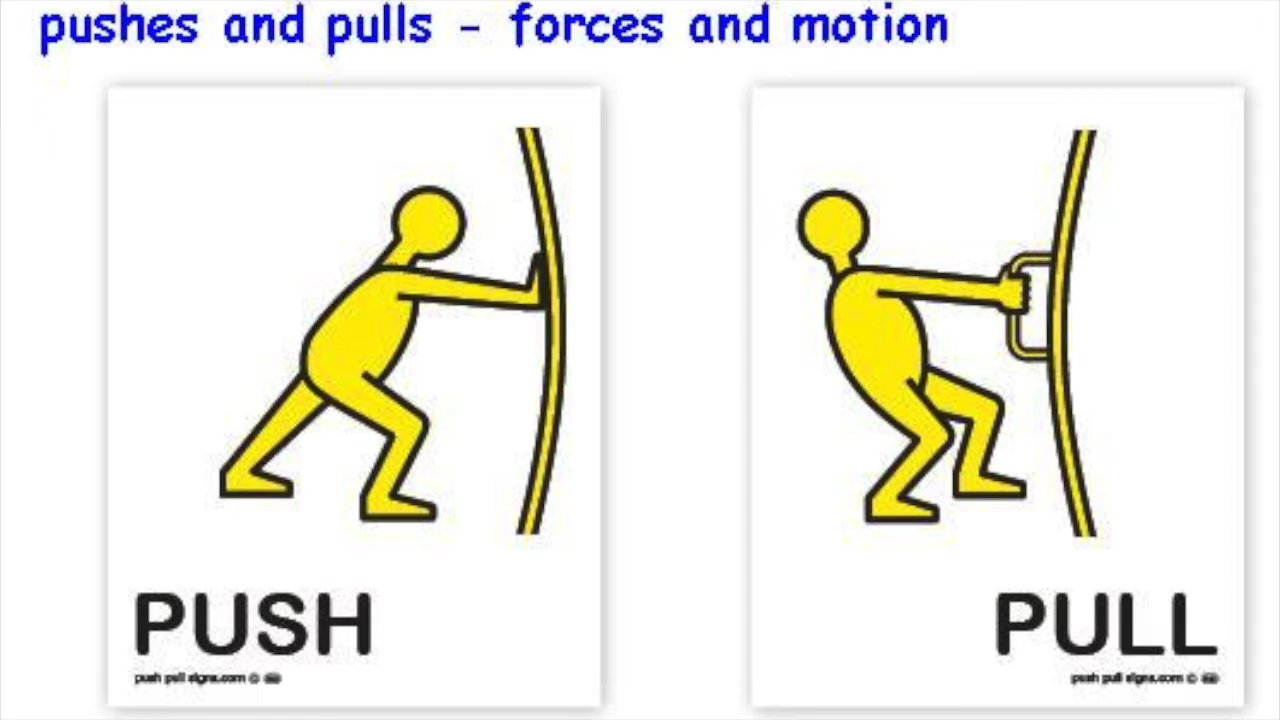 pushes and pulls - forces and motion
PUSH
push pull signs.com ©
PULL
push pull signs.com ©